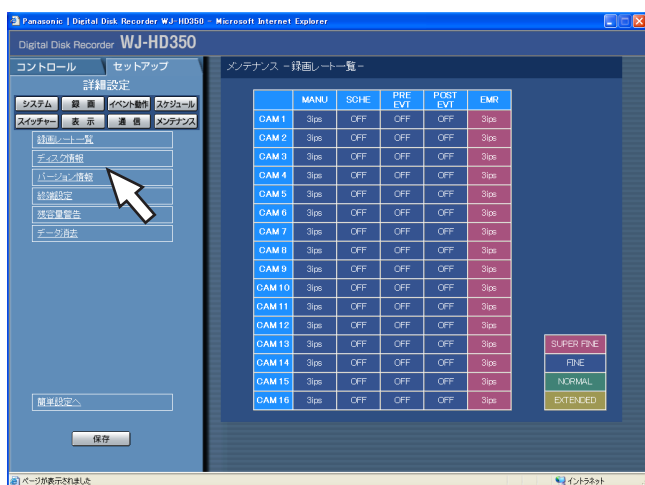 Panasonic | Digital Disk Recorder WJ-HD350 - Microsoft Internet Explorer
Digital Disk Recorder WJ-HD350
コントロール セットアップ
詳細設定
システム 録 画 イベント動作 スケジュール
スイッチャー 表 示 通 信 メンテナンス
録画レート一覧
ディスク情報
バージョン情報
終端設定
残容量警告
データ消去
簡単設定へ
保存
メンテナンス －録画レート一覧－
MANU SCHE PRE EVT POST EVT EMR
CAM 1 3ips OFF OFF OFF 3ips
CAM 2 3ips OFF OFF OFF 3ips
CAM 3 3ips OFF OFF OFF 3ips
CAM 4 3ips OFF OFF OFF 3ips
CAM 5 3ips OFF OFF OFF 3ips
CAM 6 3ips OFF OFF OFF 3ips
CAM 7 3ips OFF OFF OFF 3ips
CAM 8 3ips OFF OFF OFF 3ips
CAM 9 3ips OFF OFF OFF 3ips
CAM 10 3ips OFF OFF OFF 3ips
CAM 11 3ips OFF OFF OFF 3ips
CAM 12 3ips OFF OFF OFF 3ips
CAM 13 3ips OFF OFF OFF 3ips
CAM 14 3ips OFF OFF OFF 3ips
CAM 15 3ips OFF OFF OFF 3ips
CAM 16 3ips OFF OFF OFF 3ips
SUPER FINE
FINE
NORMAL
EXTENDED
ページが表示されました イントラネット